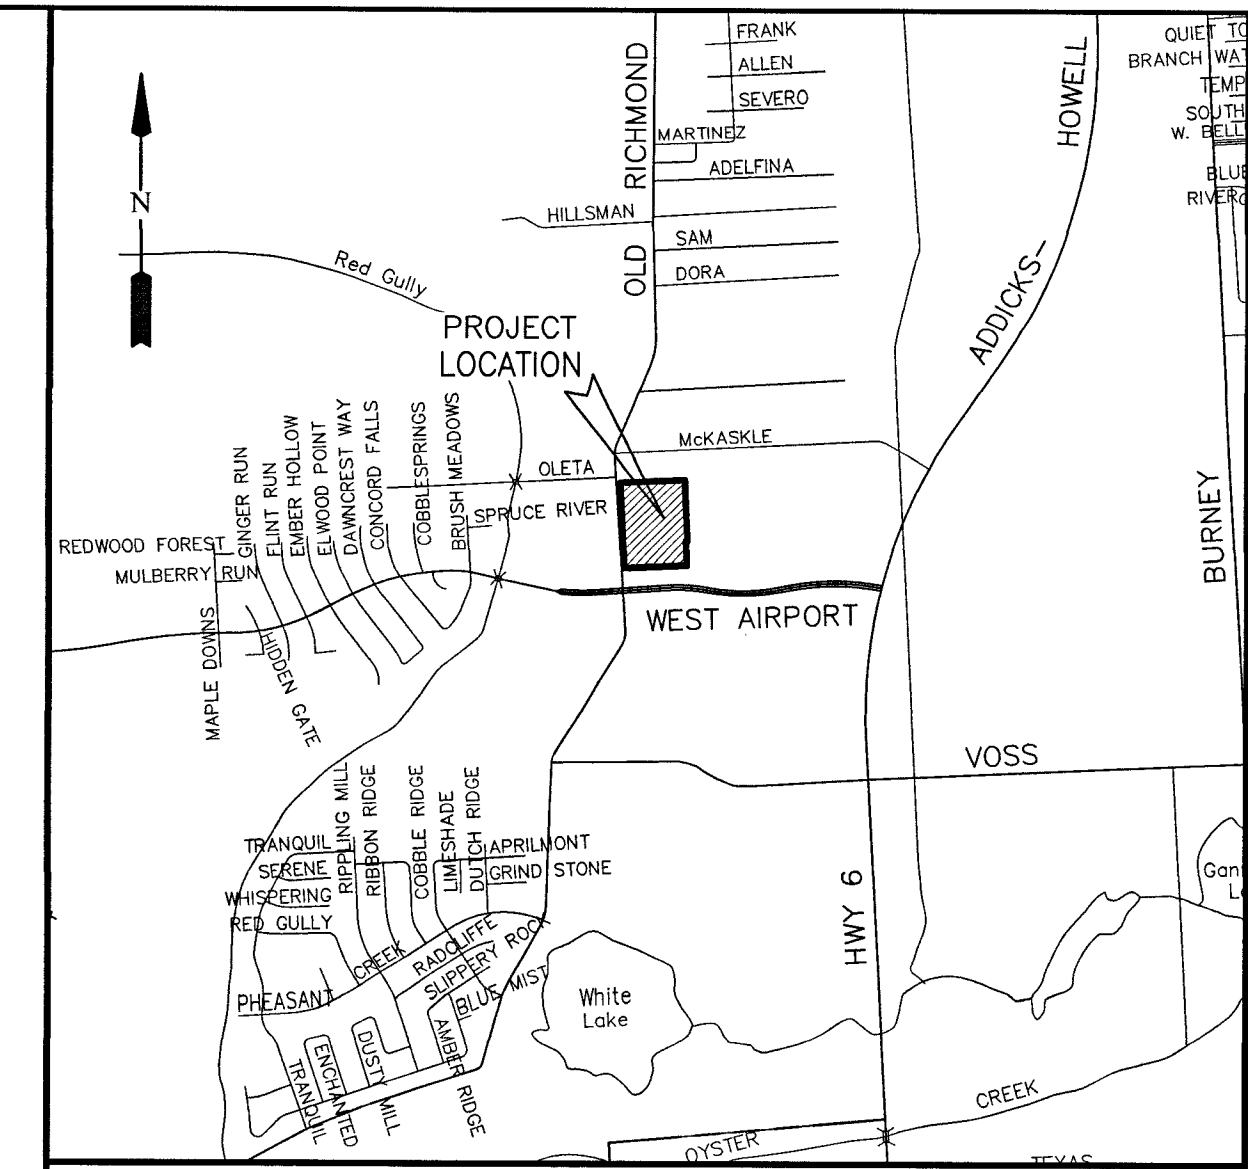 FRANK
ALLEN
SEVERO
MARTINEZ
ADELFINA
HILLSMAN
SAM
DORA
OLD RICHMOND
ADDICKS-HOWELL
QUIET
BRANCH
W.
N
Red Gully
PROJECT
LOCATION
McKASKLE
OLETA
SPRUCE RIVER
BRUSH MEADOWS
COBBLESPRINGS
CONCORD FALLS
DAWNCREST WAY
ELWOOD POINT
EMBER HOLLOW
FLINT RUN
GINGER RUN
REDWOOD FOREST
MULBERRY RUN
MAPLE DOWNS
HIDDEN GATE
WEST AIRPORT
BURNEY
VOSS
HWY 6
RIPPLING MILL
RIBBON RIDGE
COBBLE RIDGE
LIMESHADE
DUTCH RIDGE
TRANQUIL
SERENE
WHISPERING
RED GULLY
APRILMONT
GRIND STONE
PHEASANT CREEK
RADCLIFFE
SLIPPERY ROCK
BLUE MIST
AMBER RIDGE
DUSTY MILL
ENCHANTED
TRANQUIL
White
Lake
OYSTER CREEK
TEXAS